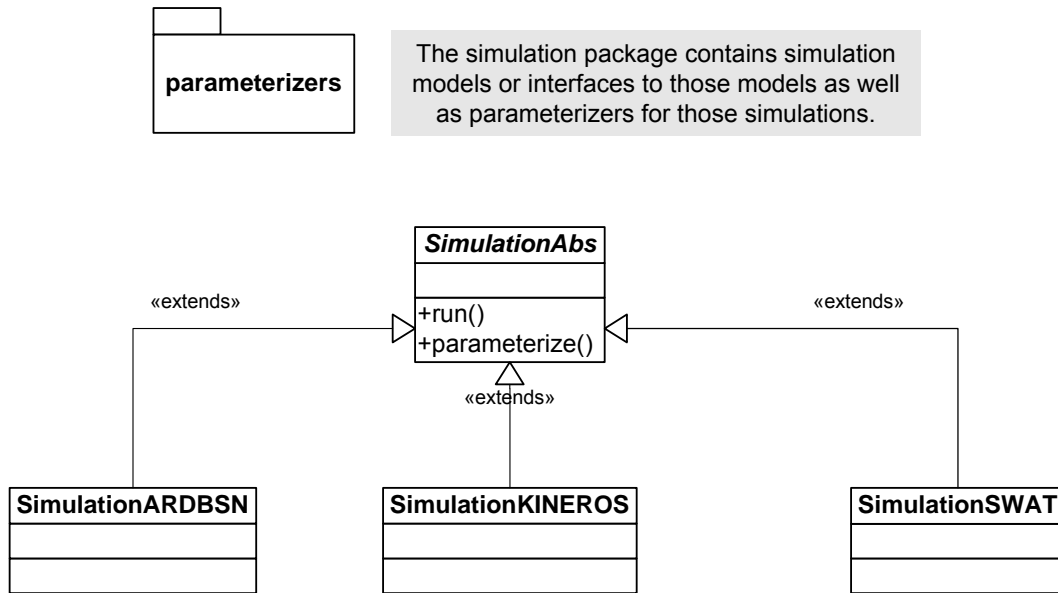 parameterizers
The simulation package contains simulation
models or interfaces to those models as well
as parameterizers for those simulations.
SimulationAbs
+run()
+parameterize()
«extends»
«extends»
«extends»
SimulationARDBSN
SimulationKINEROS
SimulationSWAT